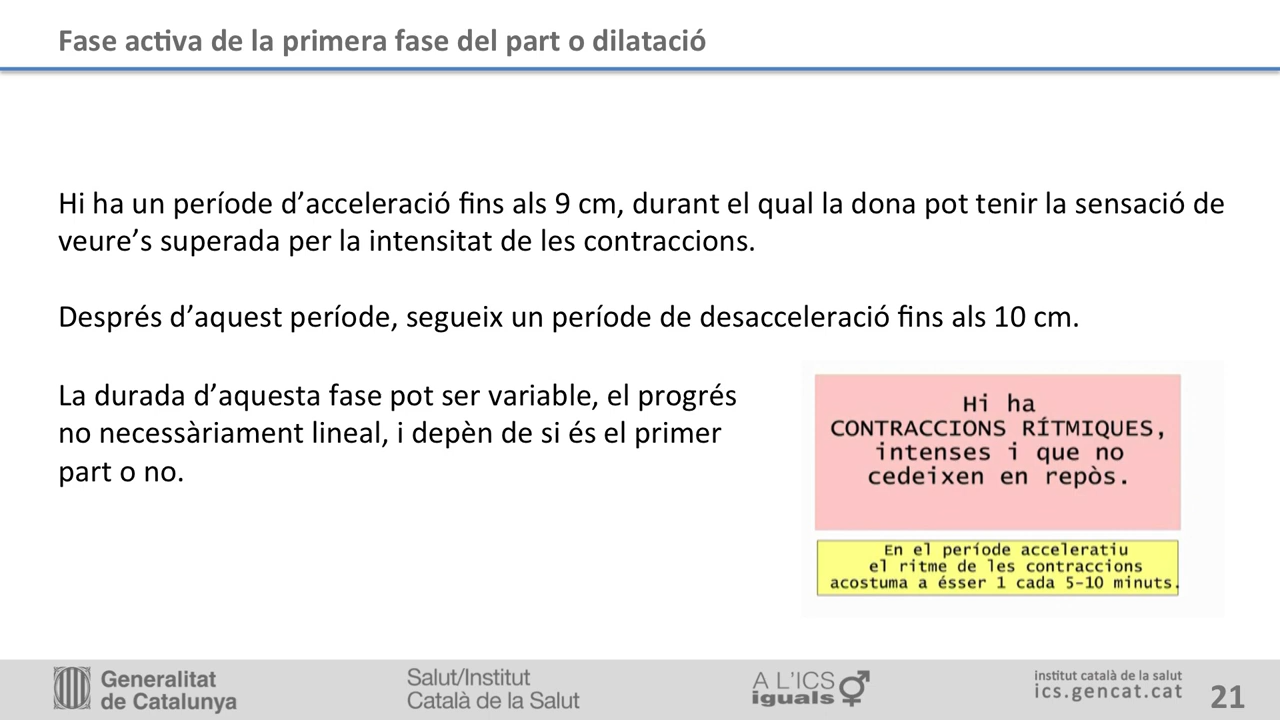 Fase activa de la primera fase del part o dilatació
Hi ha un període d’acceleració fins als 9 cm, durant el qual la dona pot tenir la sensació de
veure’s superada per la intensitat de les contraccions.
Després d’aquest període, segueix un període de desacceleració fins als 10 cm.
La durada d’aquesta fase pot ser variable, el progrés
no necessàriament lineal, i depèn de si és el primer
part o no.
Hi ha
CONTRACCIONS RÍTMIQUES,
intenses i que no
cedeixen en repòs.
En el període acceleratiu
el ritme de les contraccions
acostuma a ésser 1 cada 5-10 minuts.
Generalitat
de Catalunya
Salut/Institut
Català de la Salut
A L'ICS
iguals
institut català de la salut
ics.gencat.cat
21